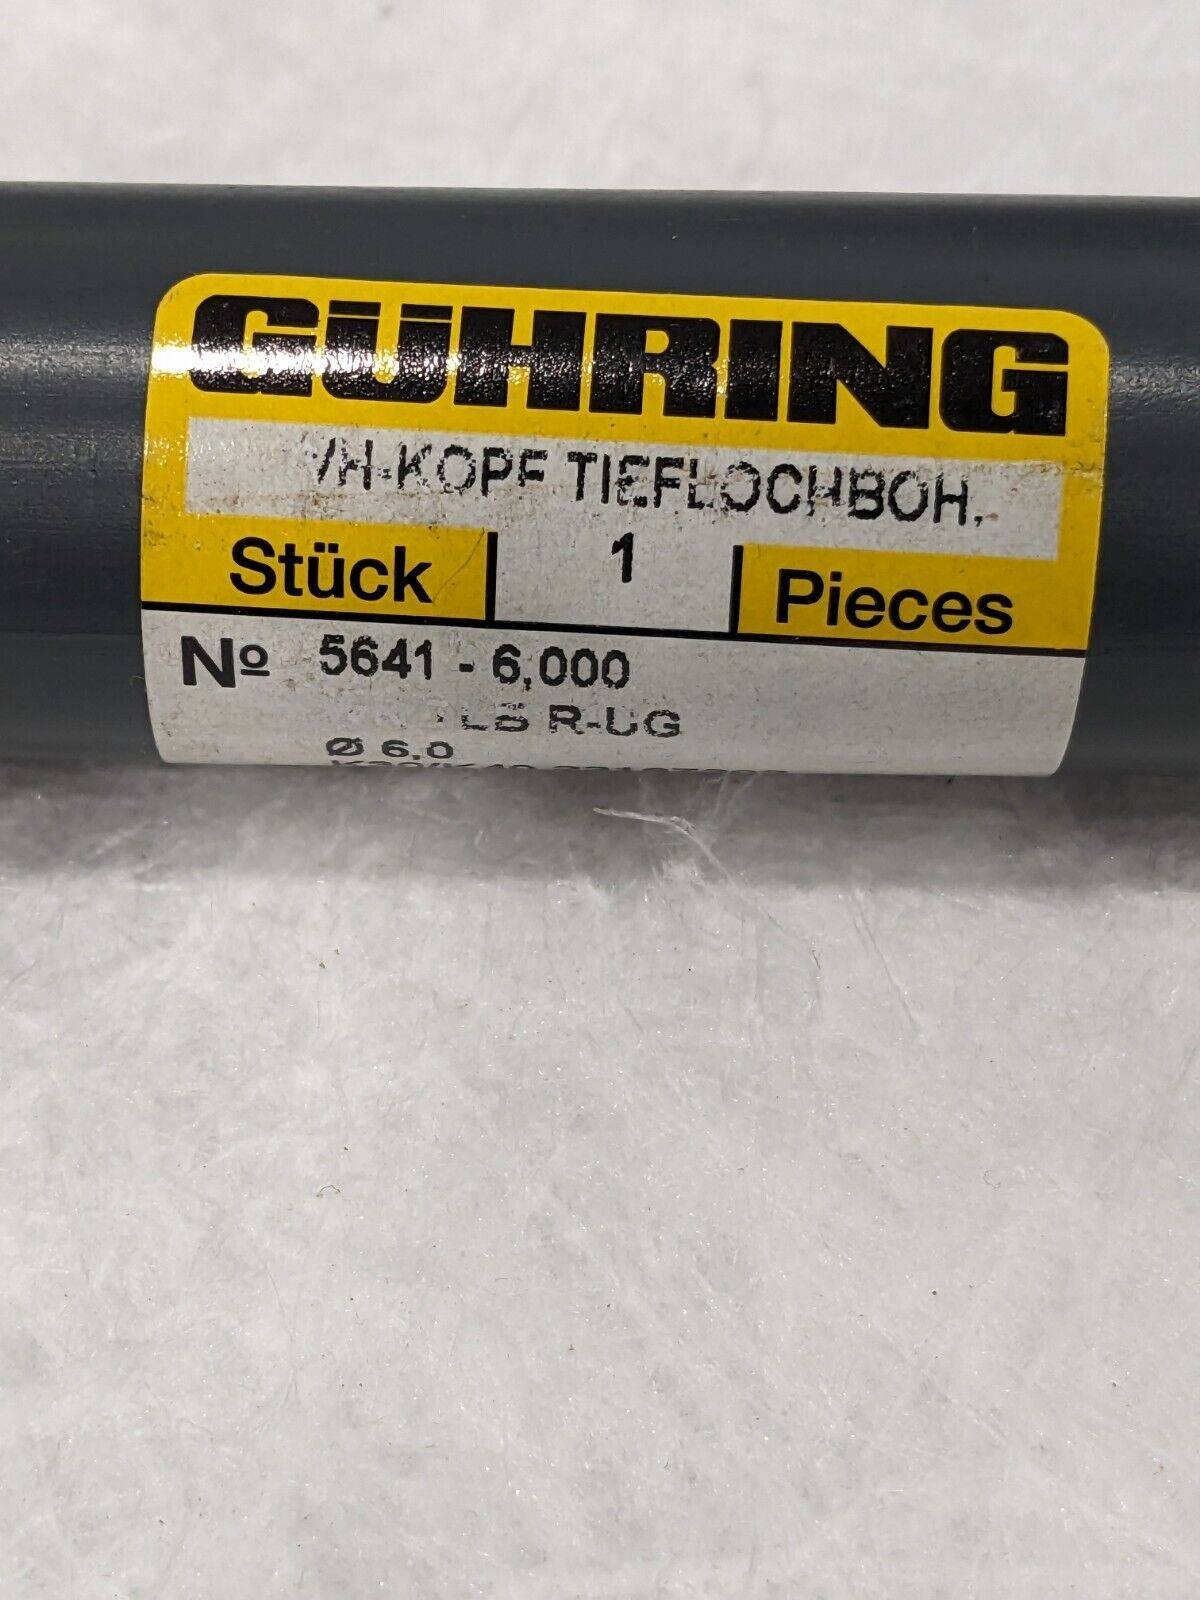 GÜHRING
/H-KOPF TIEFLOCHBOH.
Stück 1 Pieces
Nº 5641 - 6,000
R-UG
Ø 6,0